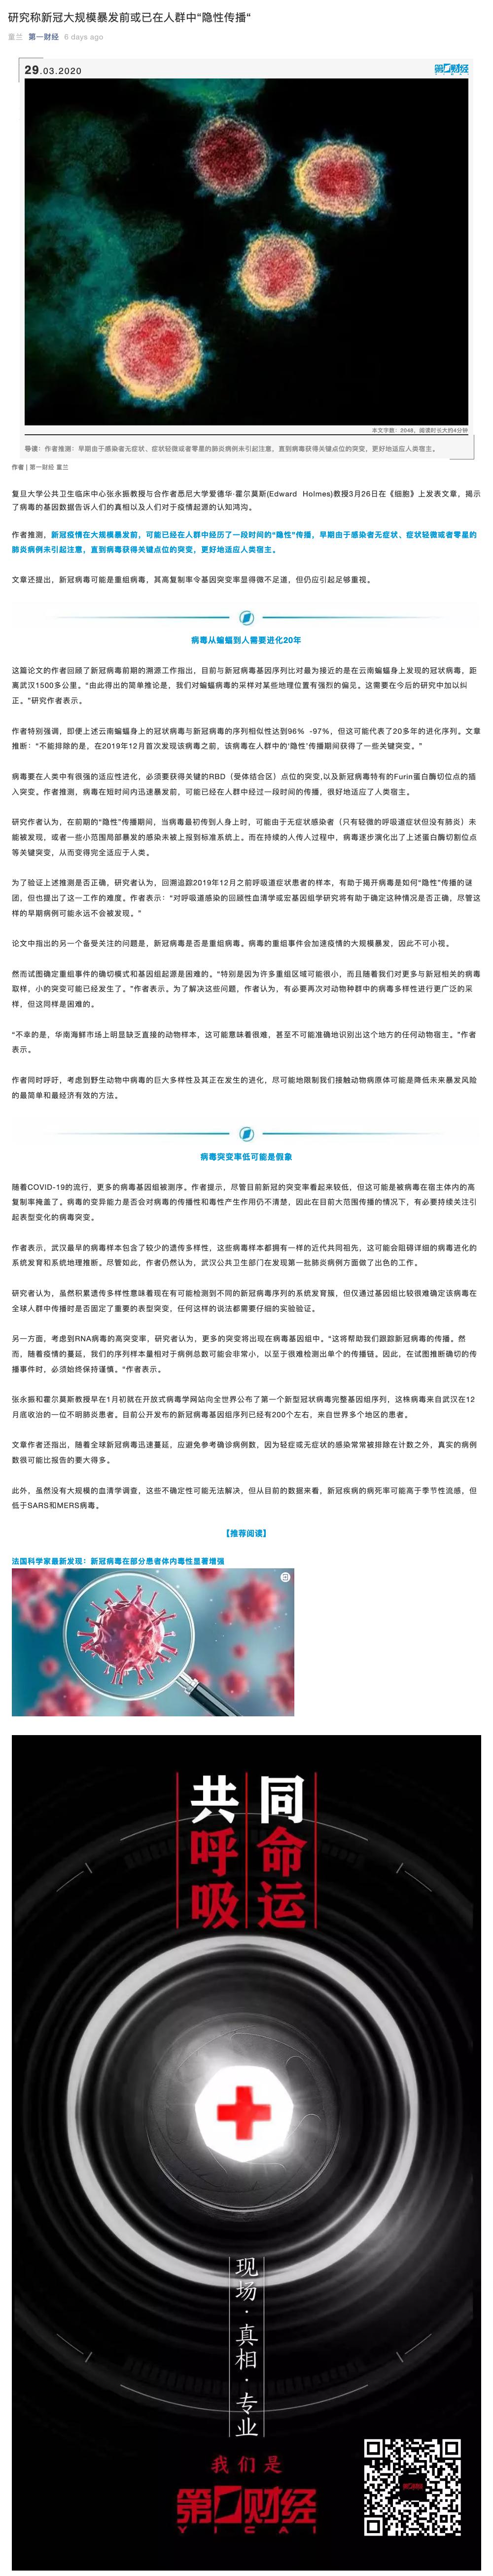 研究称新冠大规模暴发前或已在人群中“隐性传播“
童兰 第一财经 6 days ago
29.03.2020
第一财经
本文字数：2648，阅读时长大约4分钟
导读：作者推测：早期由于感染者无症状、症状轻微或者零星的肺炎病例未引起注意，直到病毒获得关键点位的突变，更好地适应人类宿主。
作者 | 第一财经 童兰
复旦大学公共卫生临床中心张永振教授与合作者悉尼大学爱德华·霍尔莫斯(Edward Holmes)教授3月26日在《细胞》上发表文章，揭示
了病毒的基因数据告诉人们的真相以及人们对于疫情起源的认知鸿沟。
作者推测，新冠疫情在大规模暴发前，可能已经在人群中经历了一段时间的“隐性”传播，早期由于感染者无症状、症状轻微或者零星的
肺炎病例未引起注意，直到病毒获得关键点位的突变，更好地适应人类宿主。
文章还提出，新冠病毒可能是重组病毒，其高复制率令基因突变率显得微不足道，但仍应引起足够重视。
病毒从蝙蝠到人需要进化20年
这篇论文的作者回顾了新冠病毒前期的溯源工作指出，目前与新冠病毒基因序列比对最为接近的是在云南蝙蝠身上发现的冠状病毒，距
离武汉1500多公里。“由此得出的简单推论是，我们对蝙蝠病毒的采样对某些地理位置有强烈的偏见。这需要在今后的研究中加以纠
正。”研究作者表示。
作者特别强调，即便上述云南蝙蝠身上的冠状病毒与新冠病毒的序列相似性达到96% -97%，但这可能代表了20多年的进化序列。文章
推断：“不能排除的是，在2019年12月首次发现该病毒之前，该病毒在人群中的‘隐性’传播期间获得了一些关键突变。”
病毒要在人类中有很强的适应性进化，必须要获得关键的RBD（受体结合区）点位的突变,以及新冠病毒特有的Furin蛋白酶切位点的插
入突变。作者推测，病毒在短时间内迅速暴发前，可能已经在人群中经过一段时间的传播，很好地适应了人类宿主。
研究作者认为，在前期的“隐性”传播期间，当病毒最初传到人身上时，可能由于无症状感染者（只有轻微的呼吸道症状但没有肺炎）未
能被发现，或者一些小范围局部暴发的感染未被上报到标准系统上。而在持续的人传人过程中，病毒逐步演化出了上述蛋白酶切割位点
等关键突变，从而变得完全适应于人类。
为了验证上述推测是否正确，研究者认为，回溯追踪2019年12月之前呼吸道症状患者的样本，有助于揭开病毒是如何“隐性”传播的谜
团，但也提出了这一工作的难度。作者表示：“对呼吸道感染的回顾性血清学或宏基因组学研究将有助于确定这种情况是否正确，尽管这
样的早期病例可能永远不会被发现。”
论文中指出的另一个备受关注的问题是，新冠病毒是否是重组病毒。病毒的重组事件会加速疫情的大规模暴发，因此不可小视。
然而试图确定重组事件的确切模式和基因组起源是困难的。“特别是因为许多重组区域可能很小，而且随着我们对更多与新冠相关的病毒
取样，小的突变可能已经发生了。”作者表示。为了解决这些问题，作者认为，有必要再次对动物种群中的病毒多样性进行更广泛的采
样，但这同样是困难的。
“不幸的是，华南海鲜市场上明显缺乏直接的动物样本，这可能意味着很难，甚至不可能准确地识别出这个地方的任何动物宿主。”作者
表示。
作者同时呼吁，考虑到野生动物中病毒的巨大多样性及其正在发生的进化，尽可能地限制我们接触动物病原体可能是降低未来暴发风险
的最简单和最经济有效的方法。
病毒突变率低可能是假象
随着COVID-19的流行，更多的病毒基因组被测序。作者提示，尽管目前新冠的突变率看起来较低，但这可能是被病毒在宿主体内的高
复制率掩盖了。病毒的变异能力是否会对病毒的传播性和毒性产生作用仍不清楚，因此在目前大范围传播的情况下，有必要持续关注引
起表型变化的病毒突变。
作者表示，武汉最早的病毒样本包含了较少的遗传多样性，这些病毒样本都拥有一样的近代共同祖先，这可能会阻碍详细的病毒进化的
系统发育和系统地理推断。尽管如此，作者仍然认为，武汉公共卫生部门在发现第一批肺炎病例方面做了出色的工作。
研究者认为，虽然积累遗传多样性意味着现在有可能检测到不同的新冠病毒序列的系统发育簇，但仅通过基因组比较很难确定该病毒在
全球人群中传播时是否固定了重要的表型突变，任何这样的说法都需要仔细的实验验证。
另一方面，考虑到RNA病毒的高突变率，研究者认为，更多的突变将出现在病毒基因组中。“这将帮助我们跟踪新冠病毒的传播。然
而，随着疫情的蔓延，我们的序列样本量相对于病例总数可能会非常小，以至于很难检测出单个的传播链。因此，在试图推断确切的传
播事件时，必须始终保持谨慎。“作者表示。
张永振和霍尔莫斯教授早在1月初就在开放式病毒学网站向全世界公布了第一个新型冠状病毒完整基因组序列，这株病毒来自武汉在12
月底收治的一位不明肺炎患者。目前公开发布的新冠病毒基因组序列已经有200个左右，来自世界多个地区的患者。
文章作者还指出，随着全球新冠病毒迅速蔓延，应避免参考确诊病例数，因为轻症或无症状的感染常常被排除在计数之外，真实的病例
数很可能比报告的要大得多。
此外，虽然没有大规模的血清学调查，这些不确定性可能无法解决，但从目前的数据来看，新冠疾病的病死率可能高于季节性流感，但
低于SARS和MERS病毒。
【推荐阅读】
法国科学家最新发现：新冠病毒在部分患者体内毒性显著增强
共同
呼命
吸运
现场·真相·专业
我们是
第一财经
YICAI